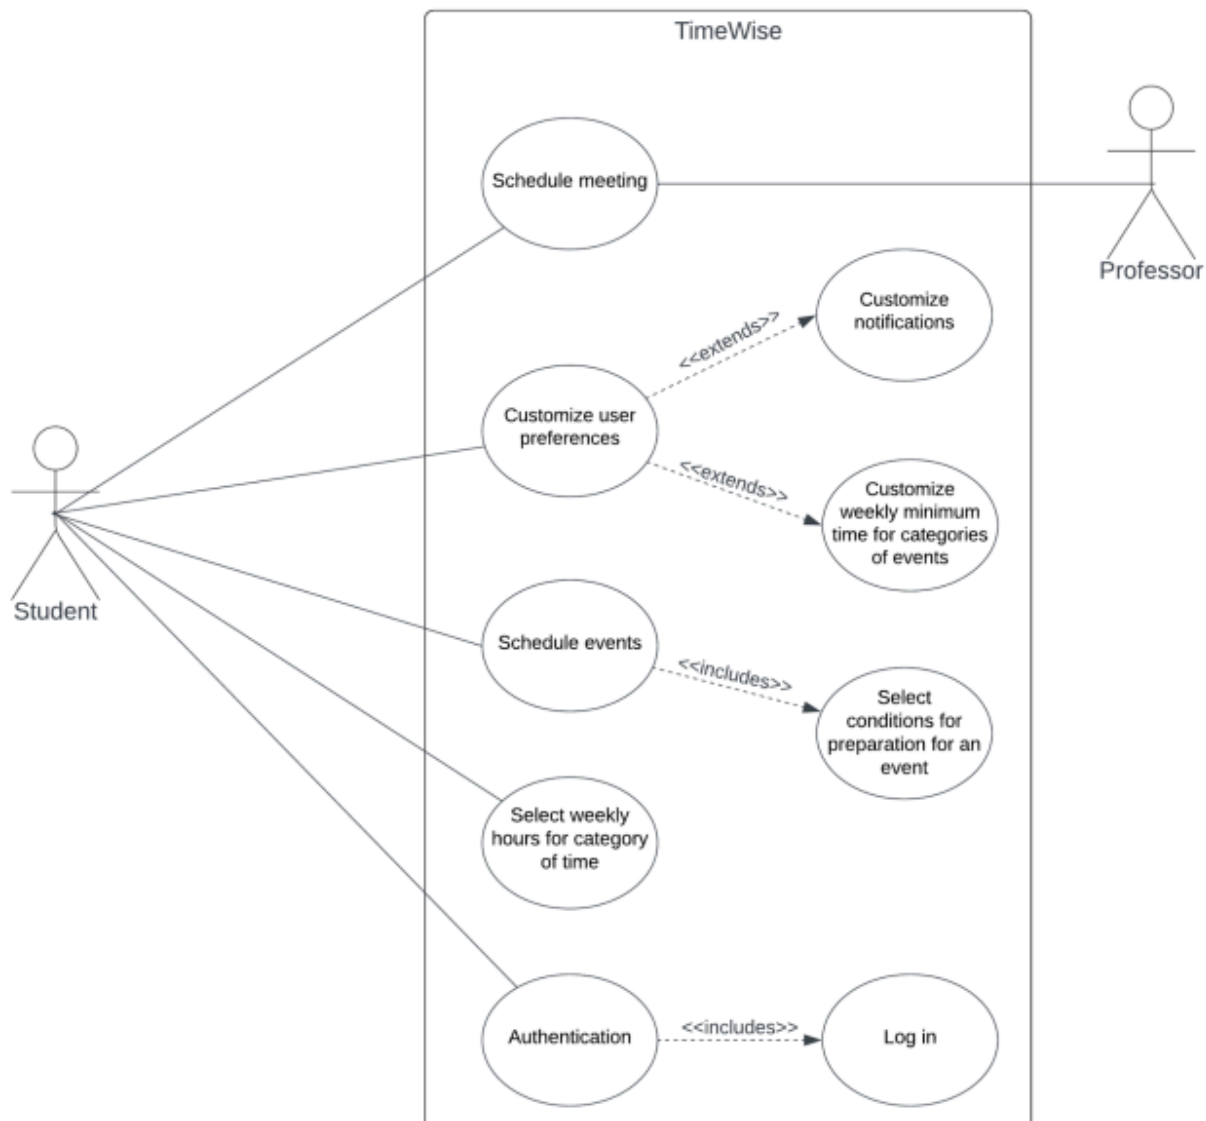 TimeWise
Schedule meeting
Professor
Customize
notifications
<<extends>>
Customize user
preferences
<<extends>>
Customize
weekly minimum
time for categories
of events
Student
Schedule events
<<includes>>
Select
conditions for
preparation for an
event
Select weekly
hours for category
of time
Authentication
<<includes>>
Log in